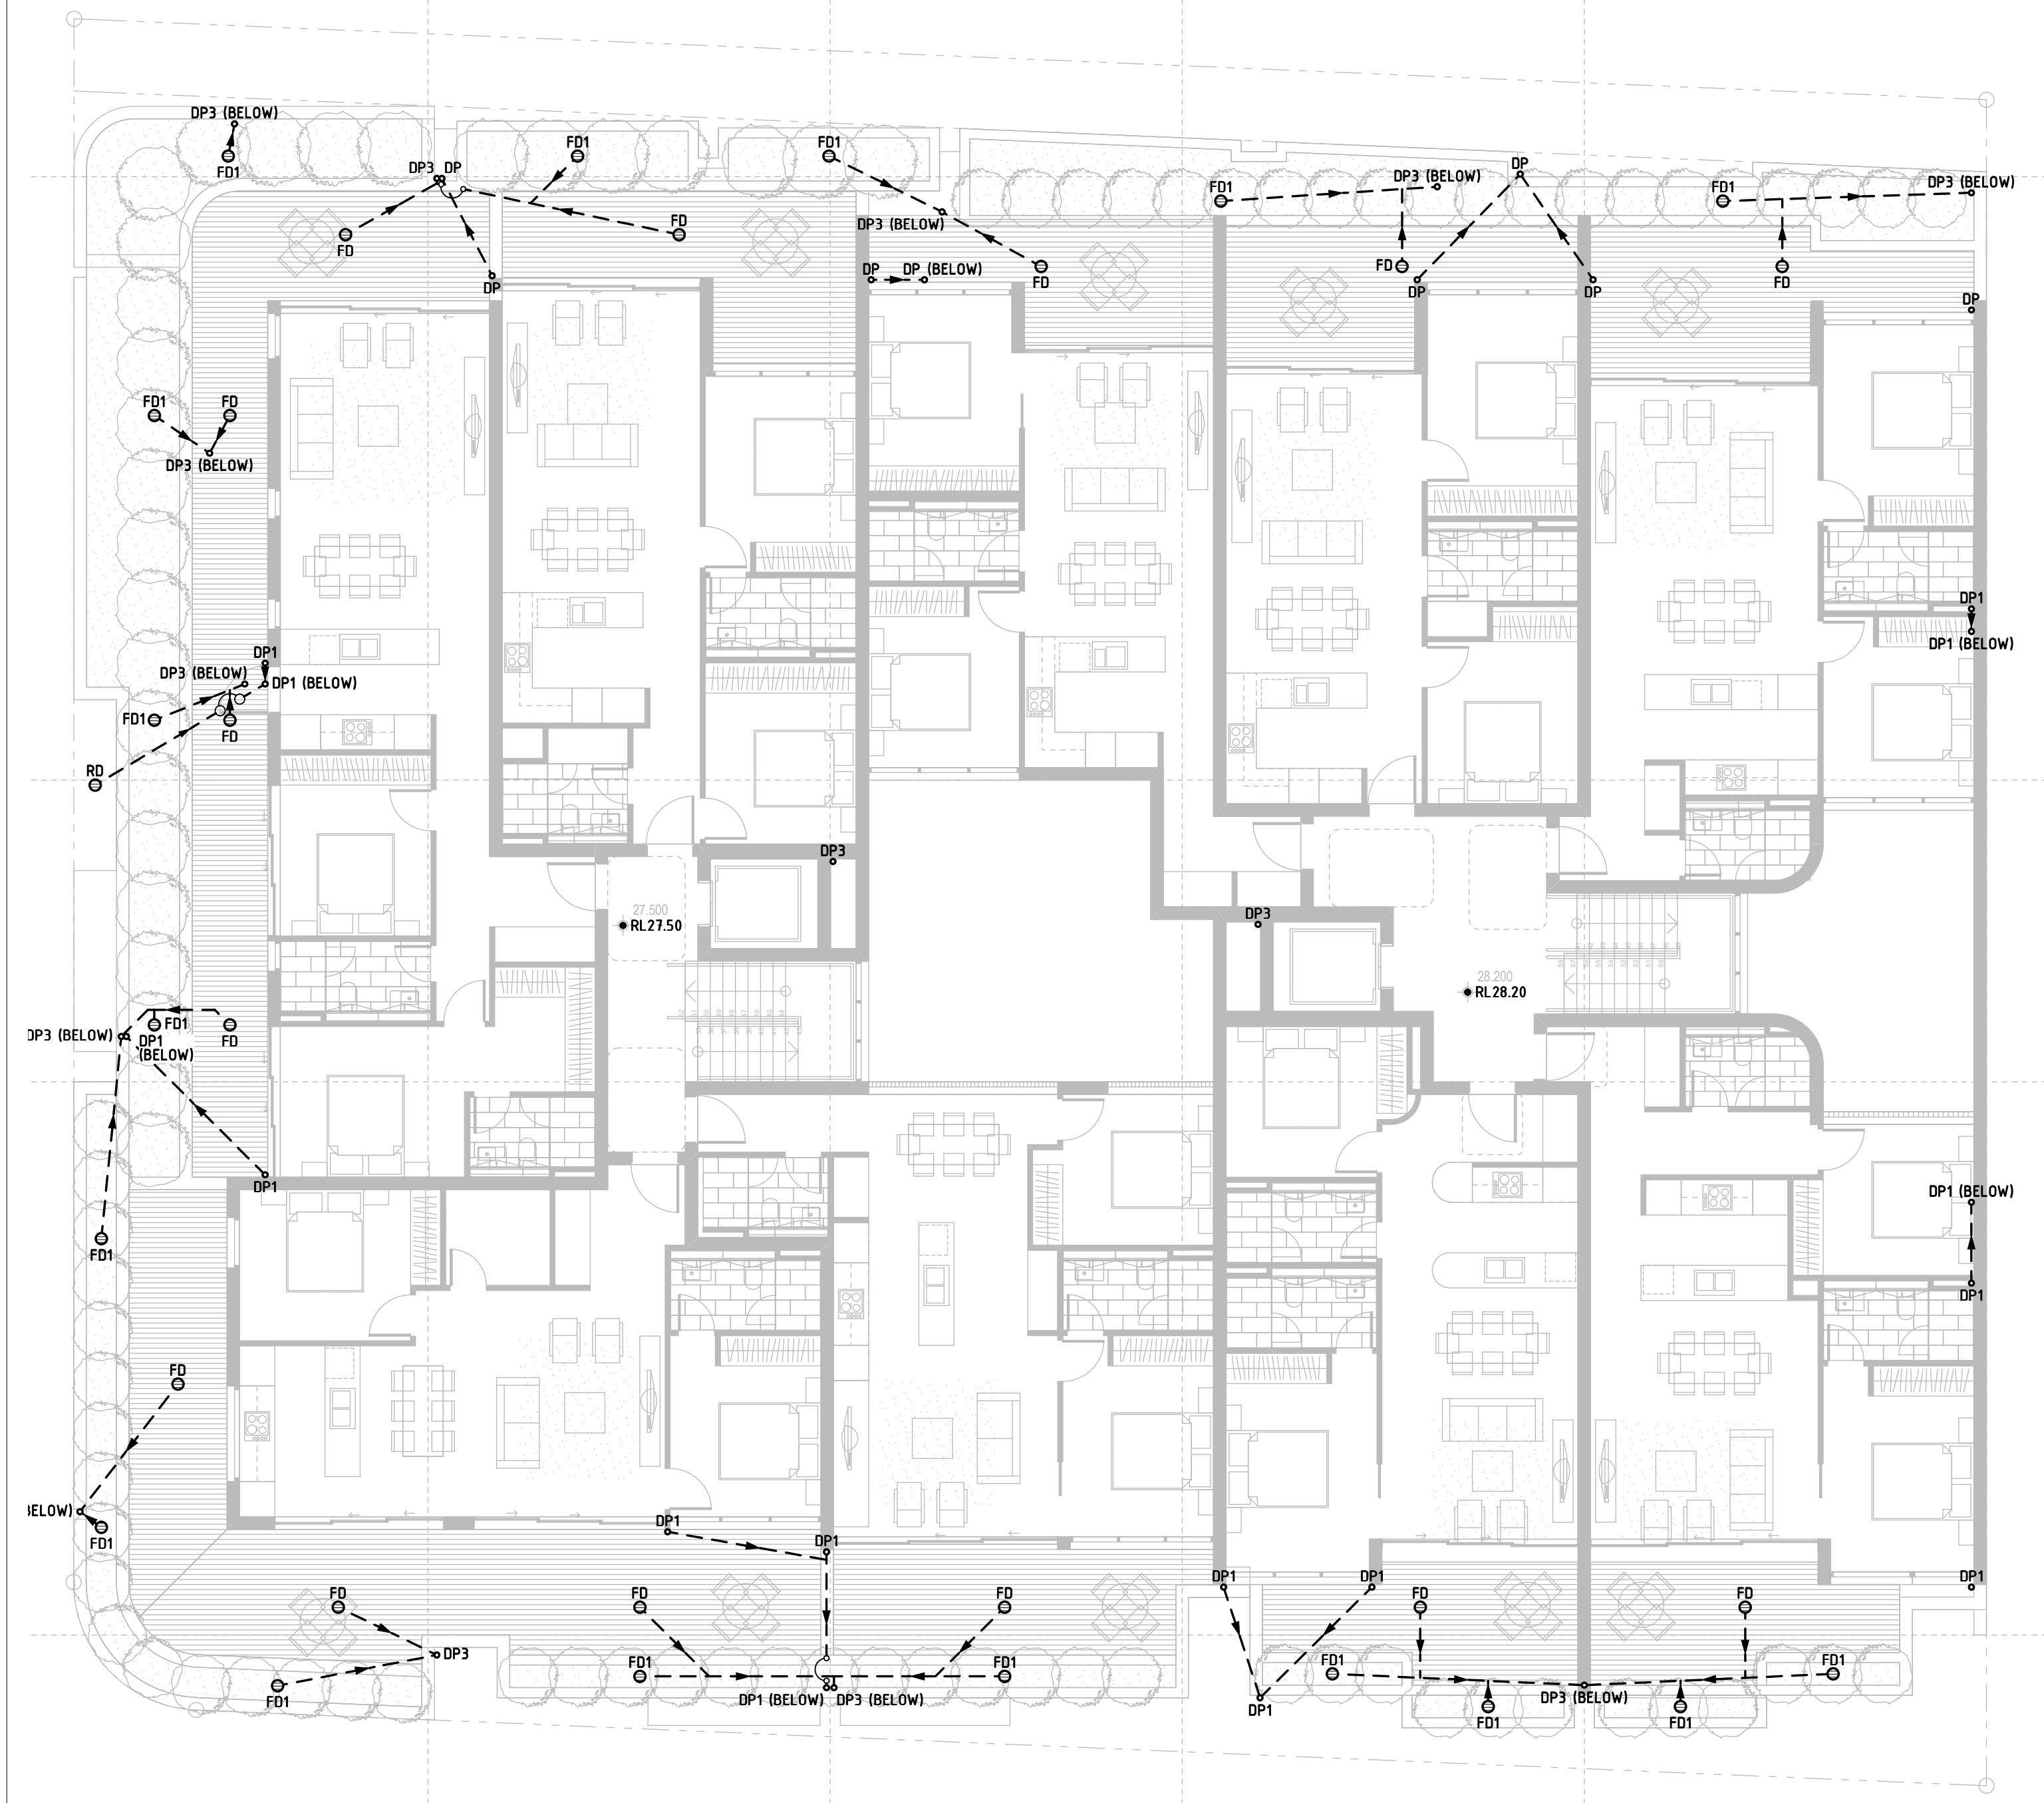 DP3 (BELOW)
FD1
FD1
FD1
DP3 DP
DP
FD
FD
DP
DP3 (BELOW)
DP DP (BELOW)
FD
FD1
DP3 (BELOW)
FD1
DP3 (BELOW)
FD
DP
DP
FD
DP
FD1
FD
DP3 (BELOW)
DP1
DP1 (BELOW)
DP1
DP3 (BELOW)
DP1 (BELOW)
FD1
FD
RD
DP3
27.500
RL27.50
DP3
28.200
RL28.20
DP3 (BELOW)
FD1
DP1
(BELOW)
FD
DP1
DP1 (BELOW)
FD1
DP1
FD
BELOW)
FD1
DP1
DP1
DP1
DP1
DP1
FD
FD
FD
FD
FD
DP3
FD1
FD1
FD1
FD1
FD1
DP1 (BELOW)
DP3 (BELOW)
DP1
DP3 (BELOW)
FD1
FD1